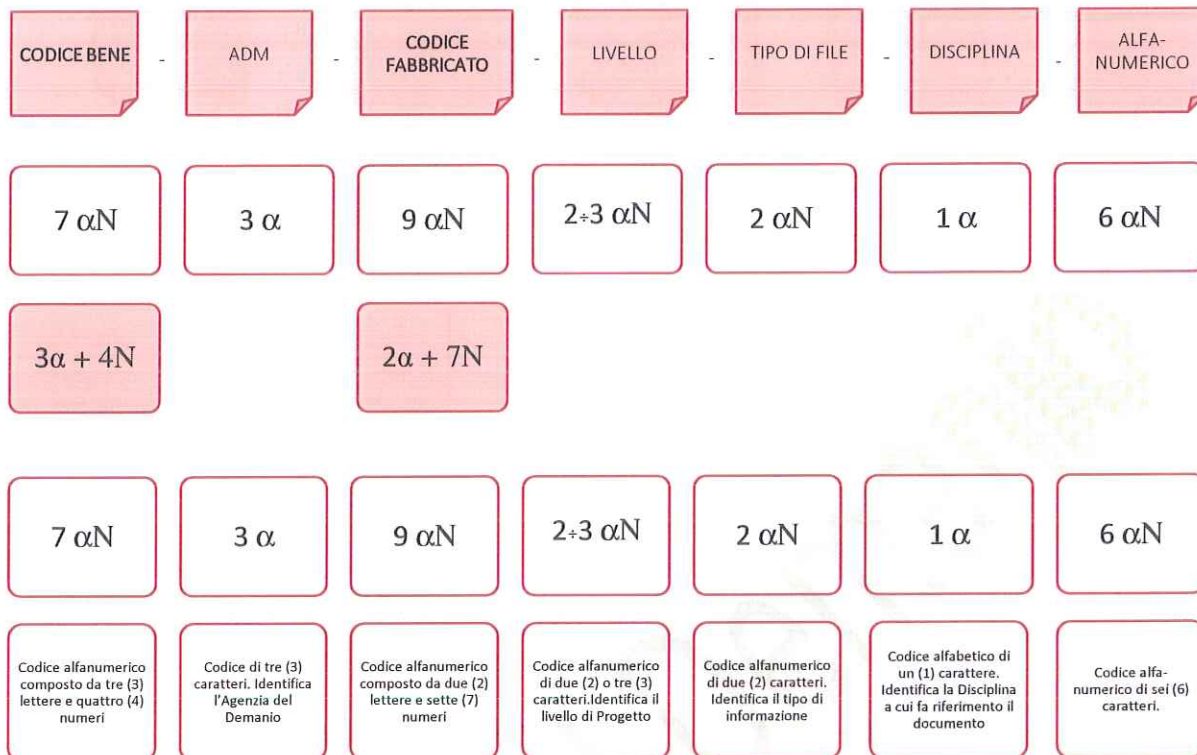 CODICE BENE - ADM - CODICE FABBRICATO - LIVELLO - TIPO DI FILE - DISCIPLINA - ALFA-NUMERICO
7 αN
3 α
9 αN
2÷3 αN
2 αN
1 α
6 αN
3α + 4N
2α + 7N
7 αN
3 α
9 αN
2÷3 αN
2 αN
1 α
6 αN
Codice alfanumerico
composto da tre (3)
lettere e quattro (4)
numeri
Codice di tre (3)
caratteri. Identifica
l'Agenzia del
Demanio
Codice alfanumerico
composto da due (2)
lettere e sette (7)
numeri
Codice alfanumerico
di due (2) o tre (3)
caratteri.Identifica il
livello di Progetto
Codice alfanumerico
di due (2) caratteri.
Identifica il tipo di
informazione
Codice alfabetico di
un (1) carattere.
Identifica la Disciplina
a cui fa riferimento il
documento
Codice alfa-
numerico di sei (6)
caratteri.